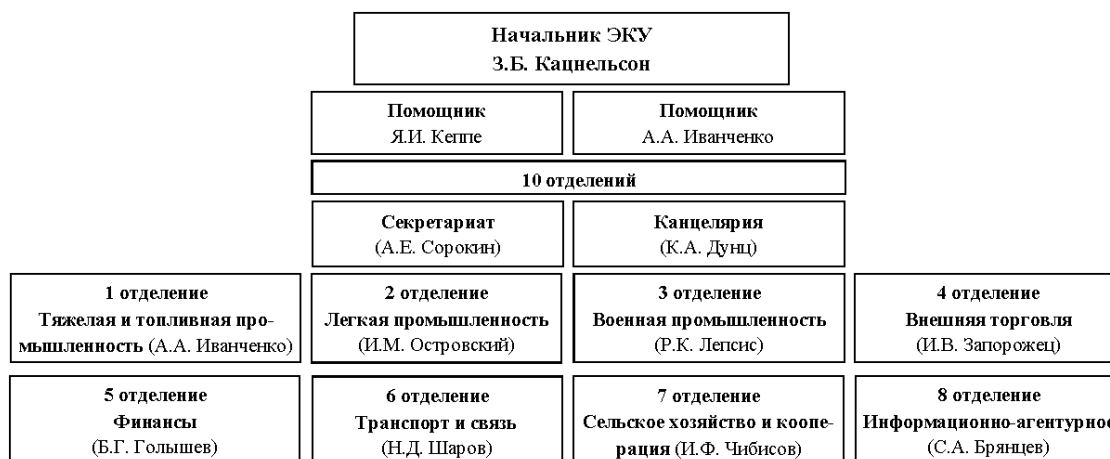 Начальник ЭКУ
З.Б. Кацнельсон
Помощник
Я.И. Кеппе
Помощник
А.А. Иванченко
10 отделений
Секретариат
(А.Е. Сорокин)
Канцелярия
(К.А. Дунц)
1 отделение
Тяжелая и топливная про-
мышленность (А.А. Иванченко)
2 отделение
Легкая промышленность
(И.М. Островский)
3 отделение
Военная промышленность
(Р.К. Лепсис)
4 отделение
Внешняя торговля
(И.В. Запорожец)
5 отделение
Финансы
(Б.Г. Голышев)
6 отделение
Транспорт и связь
(Н.Д. Шаров)
7 отделение
Сельское хозяйство и коопе-
рация (И.Ф. Чибисов)
8 отделение
Информационно-агентурное
(С.А. Брянцев)